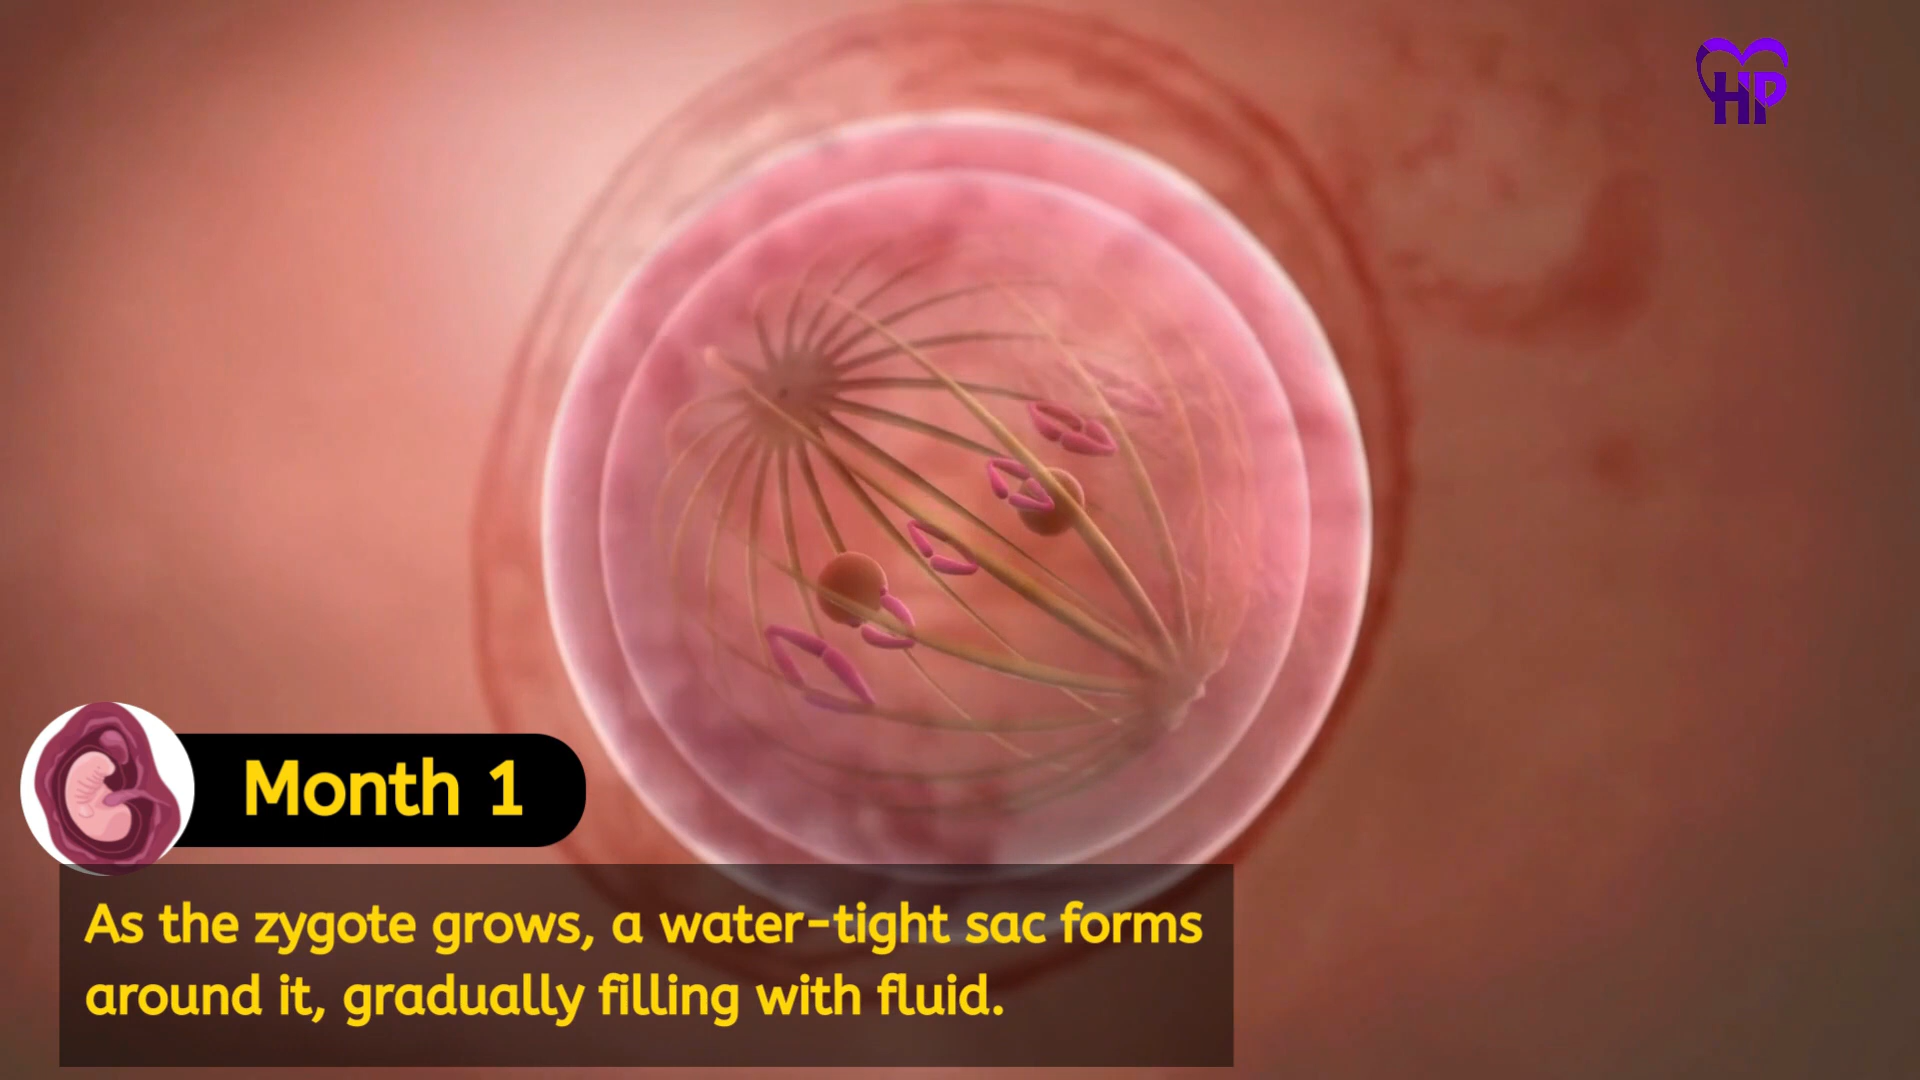 HP
Month 1
As the zygote grows, a water-tight sac forms
around it, gradually filling with fluid.